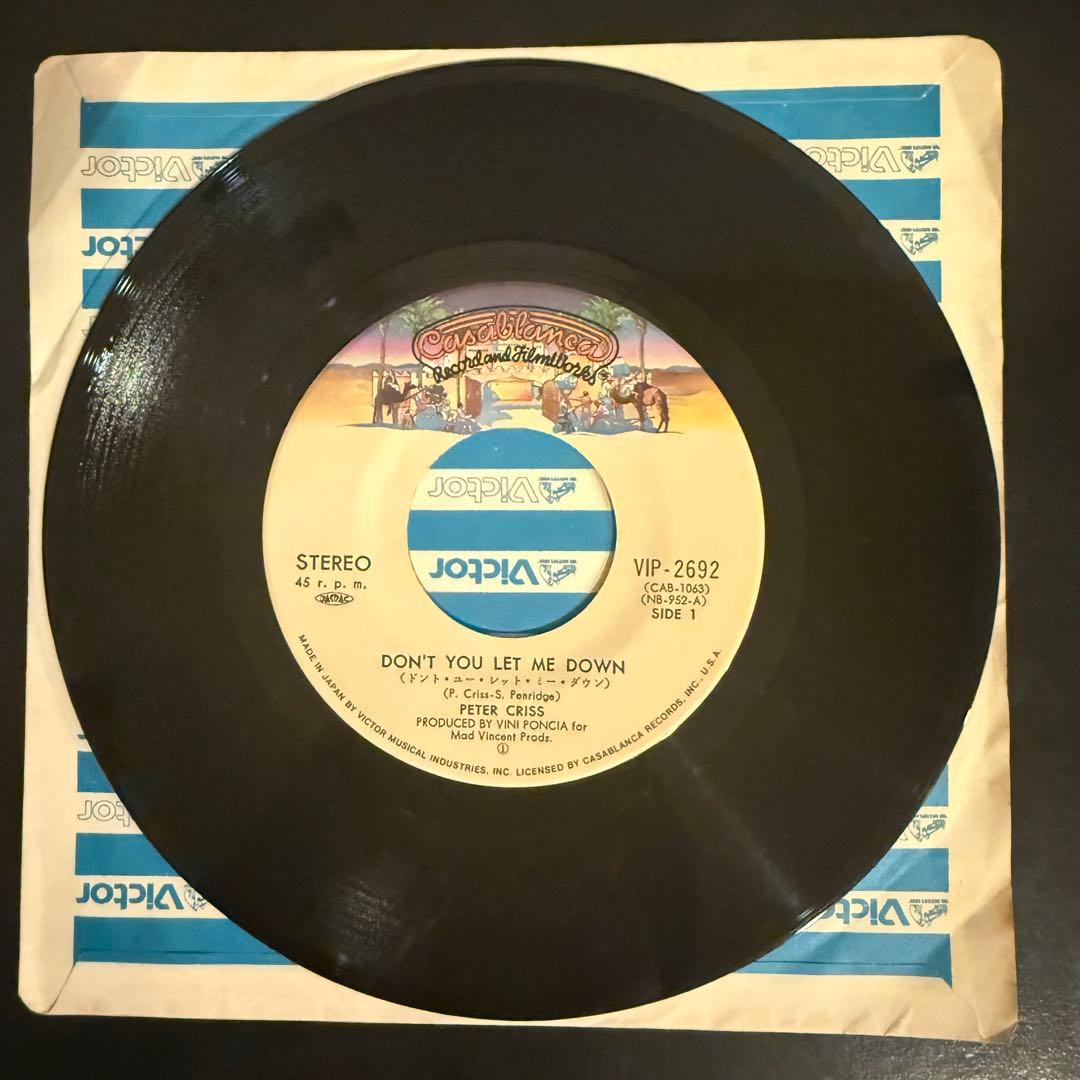 Victor
Victor
Casablanca
Record and FilmWorks
Victor
STEREO
45 r. p. m.
JASRAC
Victor
VIP-2692
(CAB-1063)
(NB-952-A)
SIDE 1
DON'T YOU LET ME DOWN
(ドント・ユー・レット・ミー・ダウン)
(P. Criss-S. Penridge)
PETER CRISS
PRODUCED BY VINI PONCIA for
Mad Vincent Prods.
Ⓟ
MADE IN JAPAN BY VICTOR MUSICAL INDUSTRIES, INC. LICENSED BY CASABLANCA RECORDS, INC., U.S.A.
Victor
Victor